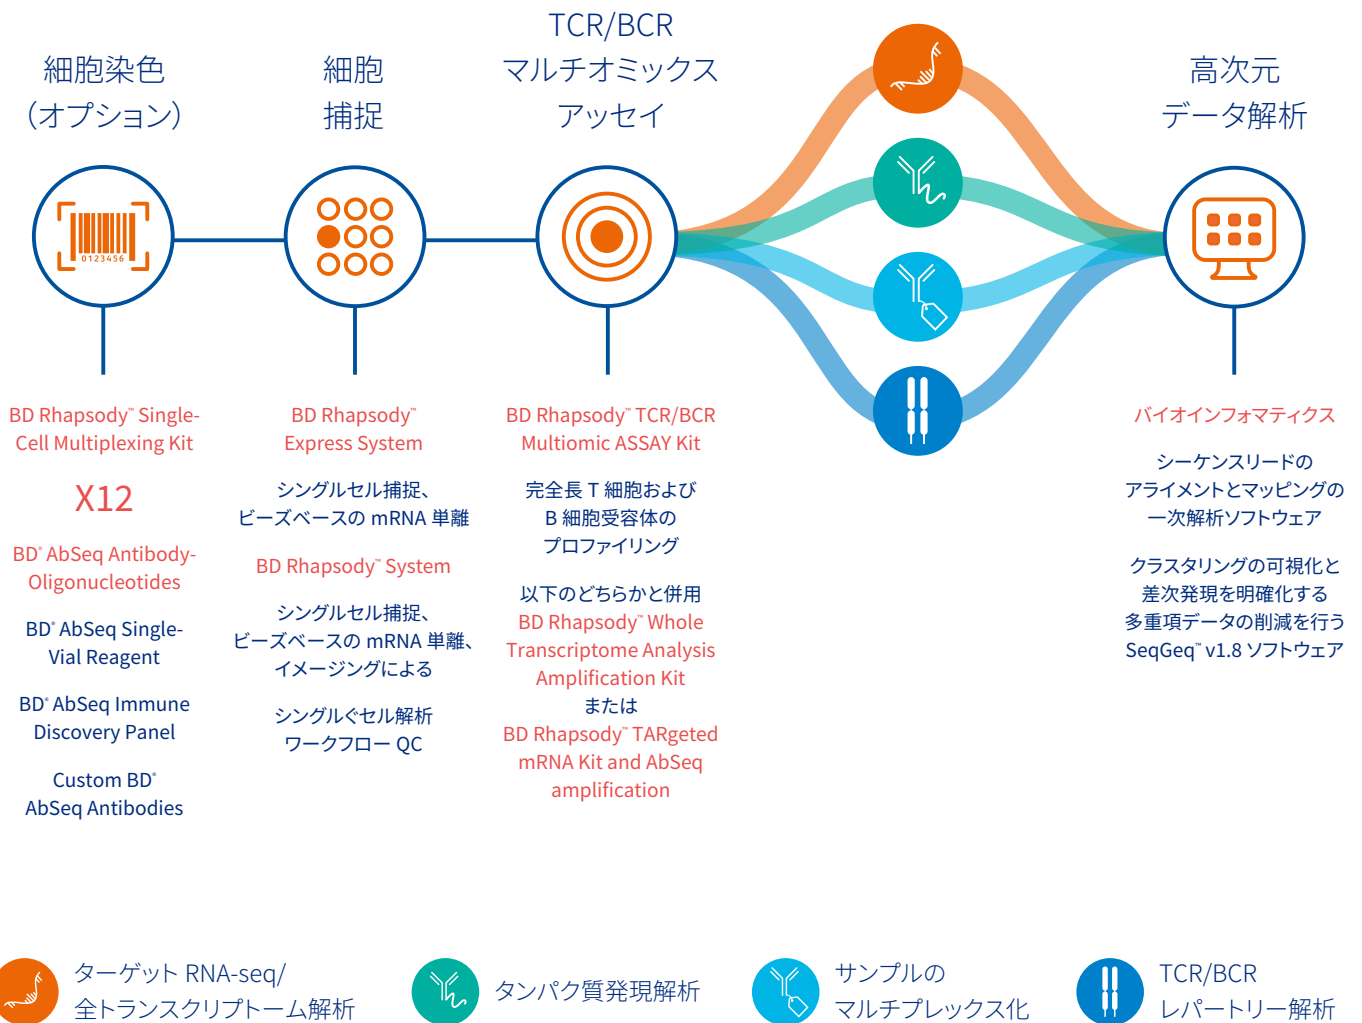 細胞染色
（オプション）
0123456
BD Rhapsody™ Single-
Cell Multiplexing Kit
X12
BD® AbSeq Antibody-
Oligonucleotides
BD® AbSeq Single-
Vial Reagent
BD® AbSeq Immune
Discovery Panel
Custom BD®
AbSeq Antibodies
細胞
捕捉
BD Rhapsody™
Express System
シングルセル捕捉、
ビーズベースの mRNA 単離
BD Rhapsody™ System
シングルセル捕捉、
ビーズベースの mRNA 単離、
イメージングによる
シングルぐセル解析
ワークフロー QC
TCR/BCR
マルチオミックス
アッセイ
BD Rhapsody™ TCR/BCR
Multiomic ASSAY Kit
完全長 T 細胞および
B 細胞受容体の
プロファイリング
以下のどちらかと併用
BD Rhapsody™ Whole
Transcriptome Analysis
Amplification Kit
または
BD Rhapsody™ TARgeted
mRNA Kit and AbSeq
amplification
高次元
データ解析
バイオインフォマティクス
シーケンスリードの
アライメントとマッピングの
一次解析ソフトウェア
クラスタリングの可視化と
差次発現を明確化する
多重項データの削減を行う
SeqGeq™ v1.8 ソフトウェア
ターゲット RNA-seq/
全トランスクリプトーム解析
タンパク質発現解析
サンプルの
マルチプレックス化
TCR/BCR
レパートリー解析